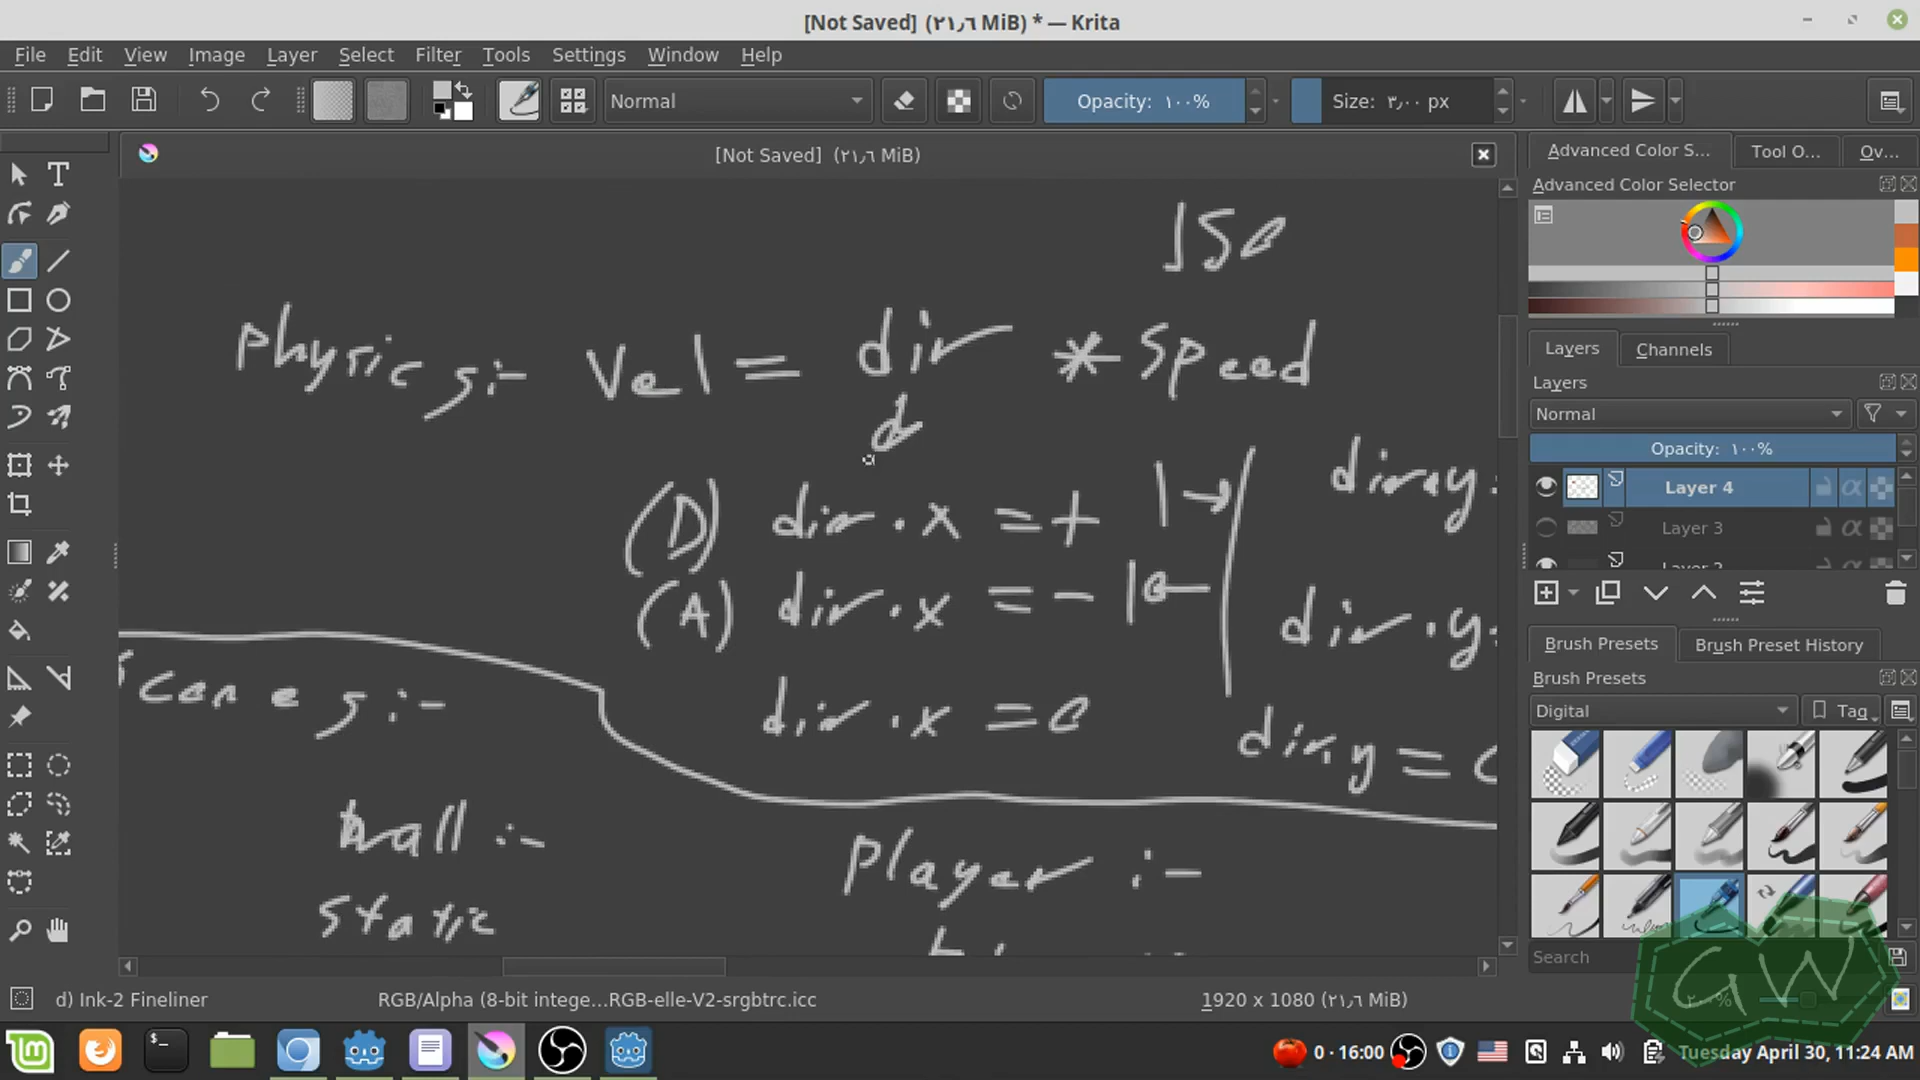 [Not Saved] (٢١٫٦ MiB) * — Krita
File Edit View Image Layer Select Filter Tools Settings Window Help
Normal Opacity: ١٠٠% Size: ٣٫٠٠ px
[Not Saved] (٢١٫٦ MiB)
Advanced Color S... Tool O... Ov...
Advanced Color Selector
physics:- Vel = dir * Speed
d
(D) dir.x = + 1 →
(A) dir.x = - 1 ←
dir.y
dir.x = 0
dir.y =
Scenes:-
wall :-
static
Player :-
Layers Channels
Layers
Normal
Opacity: ١٠٠%
Layer 4
Layer 3
Brush Presets Brush Preset History
Brush Presets
Digital Tag
Search
d) Ink-2 Fineliner RGB/Alpha (8-bit intege...RGB-elle-V2-srgbtrc.icc 1920 x 1080 (٢١٫٦ MiB)
GW
0 · 16:00 Tuesday April 30, 11:24 AM